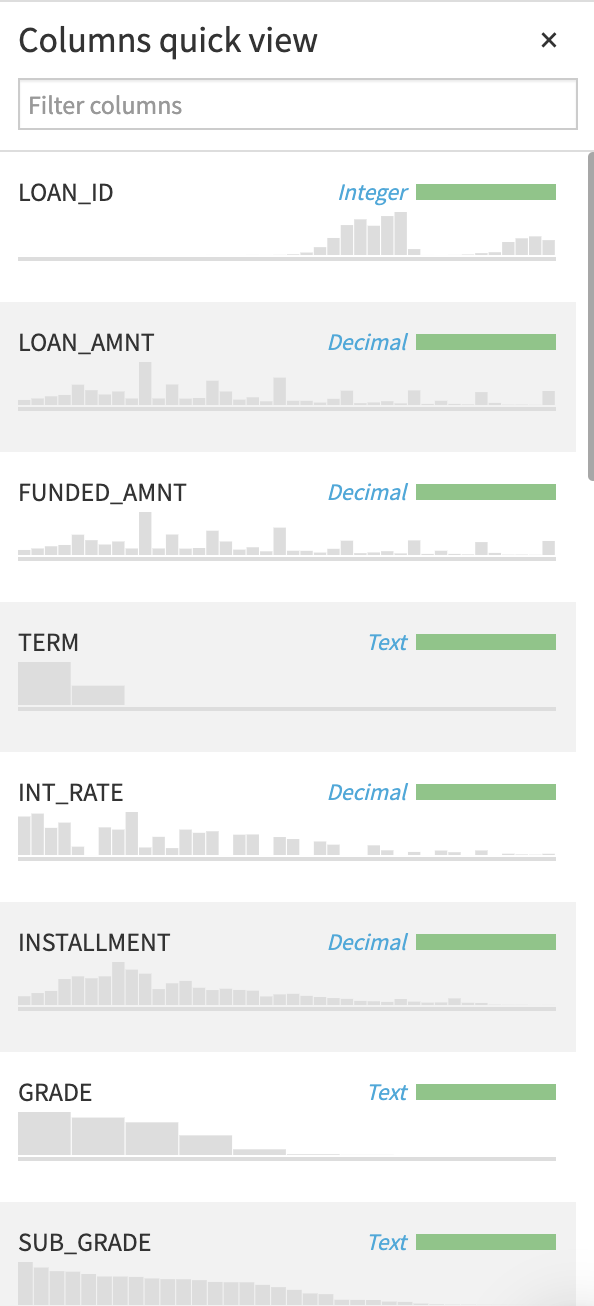 Columns quick view ×
Filter columns
LOAN_ID Integer
LOAN_AMNT Decimal
FUNDED_AMNT Decimal
TERM Text
INT_RATE Decimal
INSTALLMENT Decimal
GRADE Text
SUB_GRADE Text